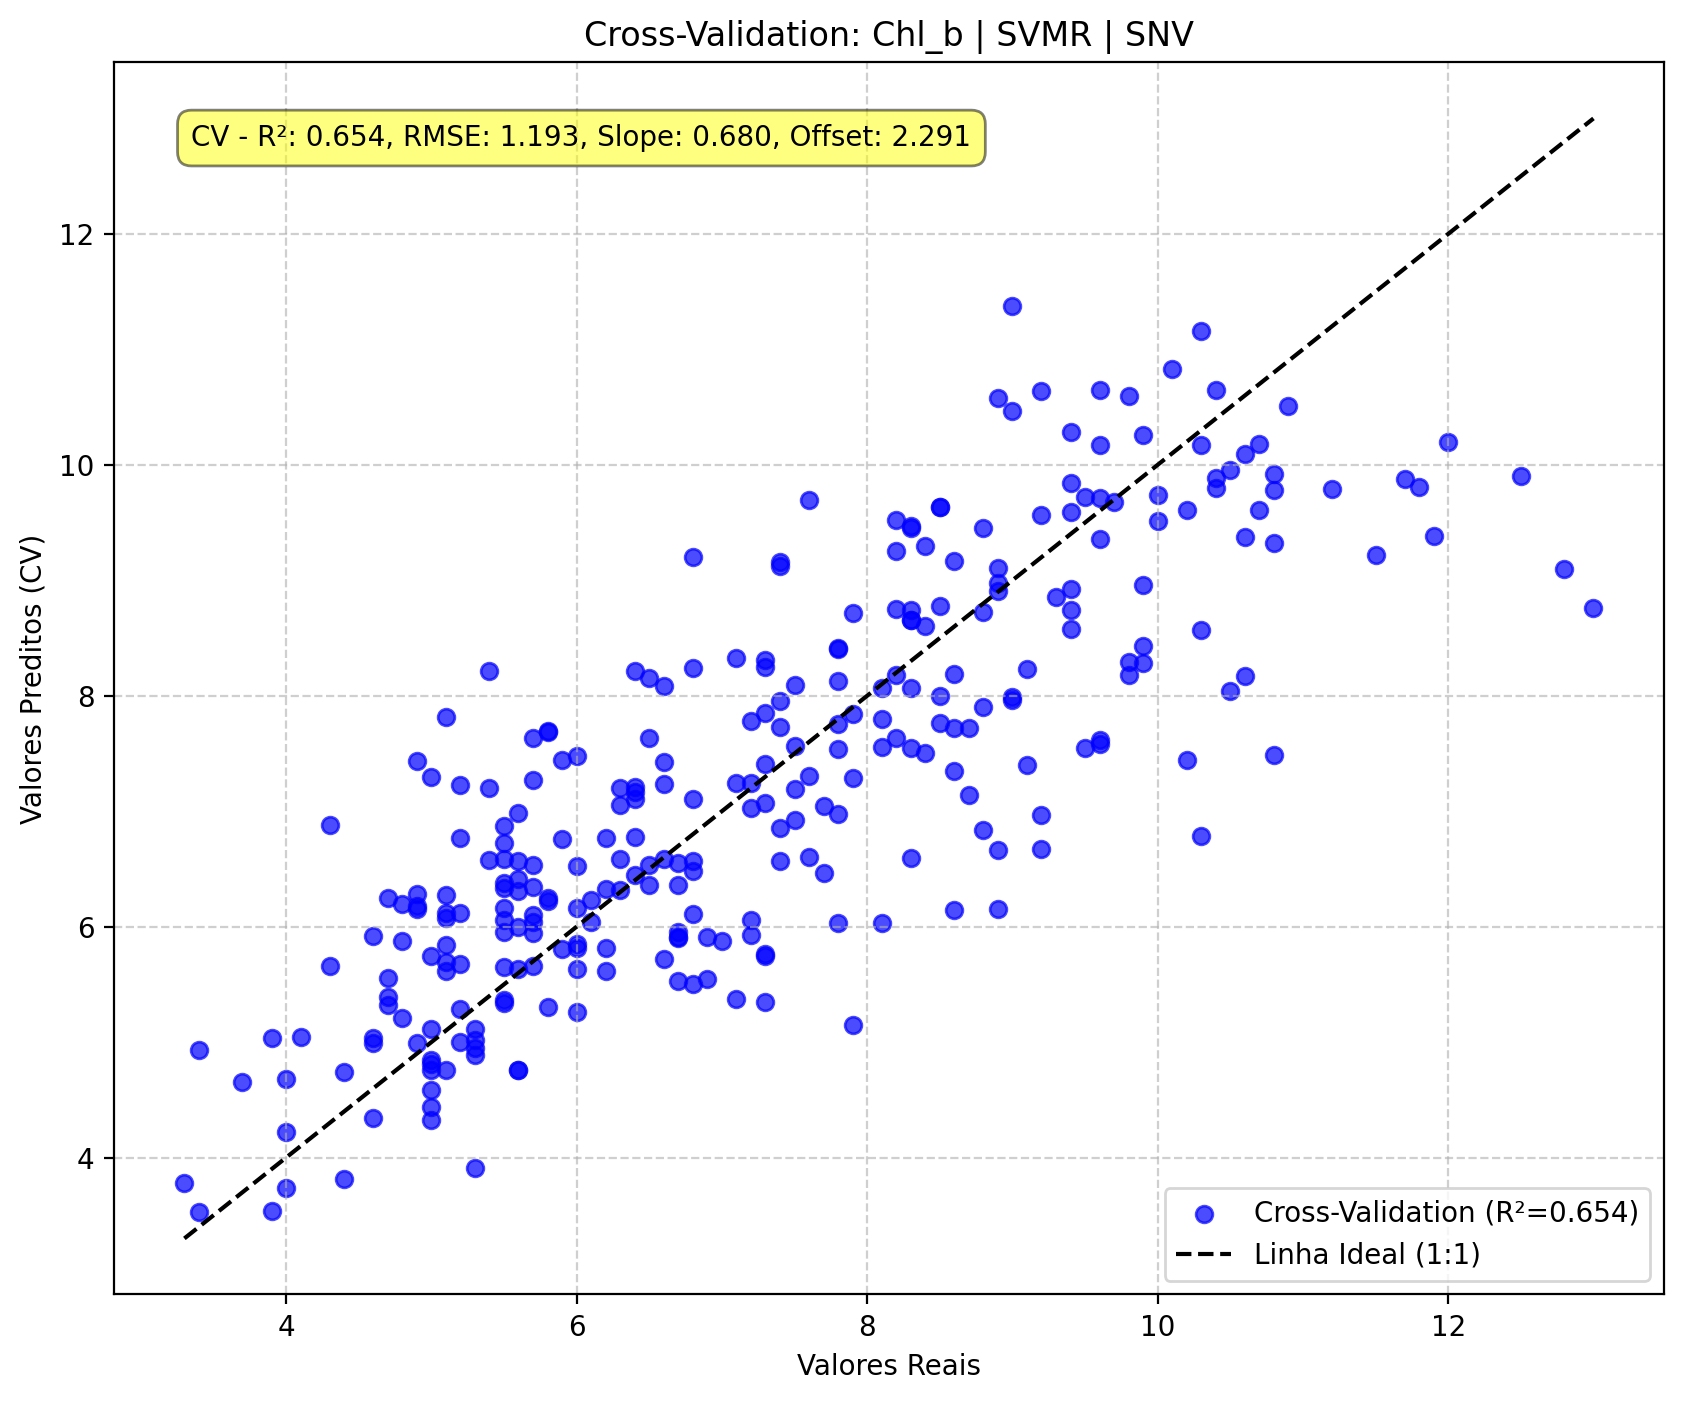 Cross-Validation: Chl_b | SVMR | SNV
CV - R²: 0.654, RMSE: 1.193, Slope: 0.680, Offset: 2.291
Valores Preditos (CV)
12
10
8
6
4
Cross-Validation (R²=0.654)
Linha Ideal (1:1)
4 6 8 10 12
Valores Reais